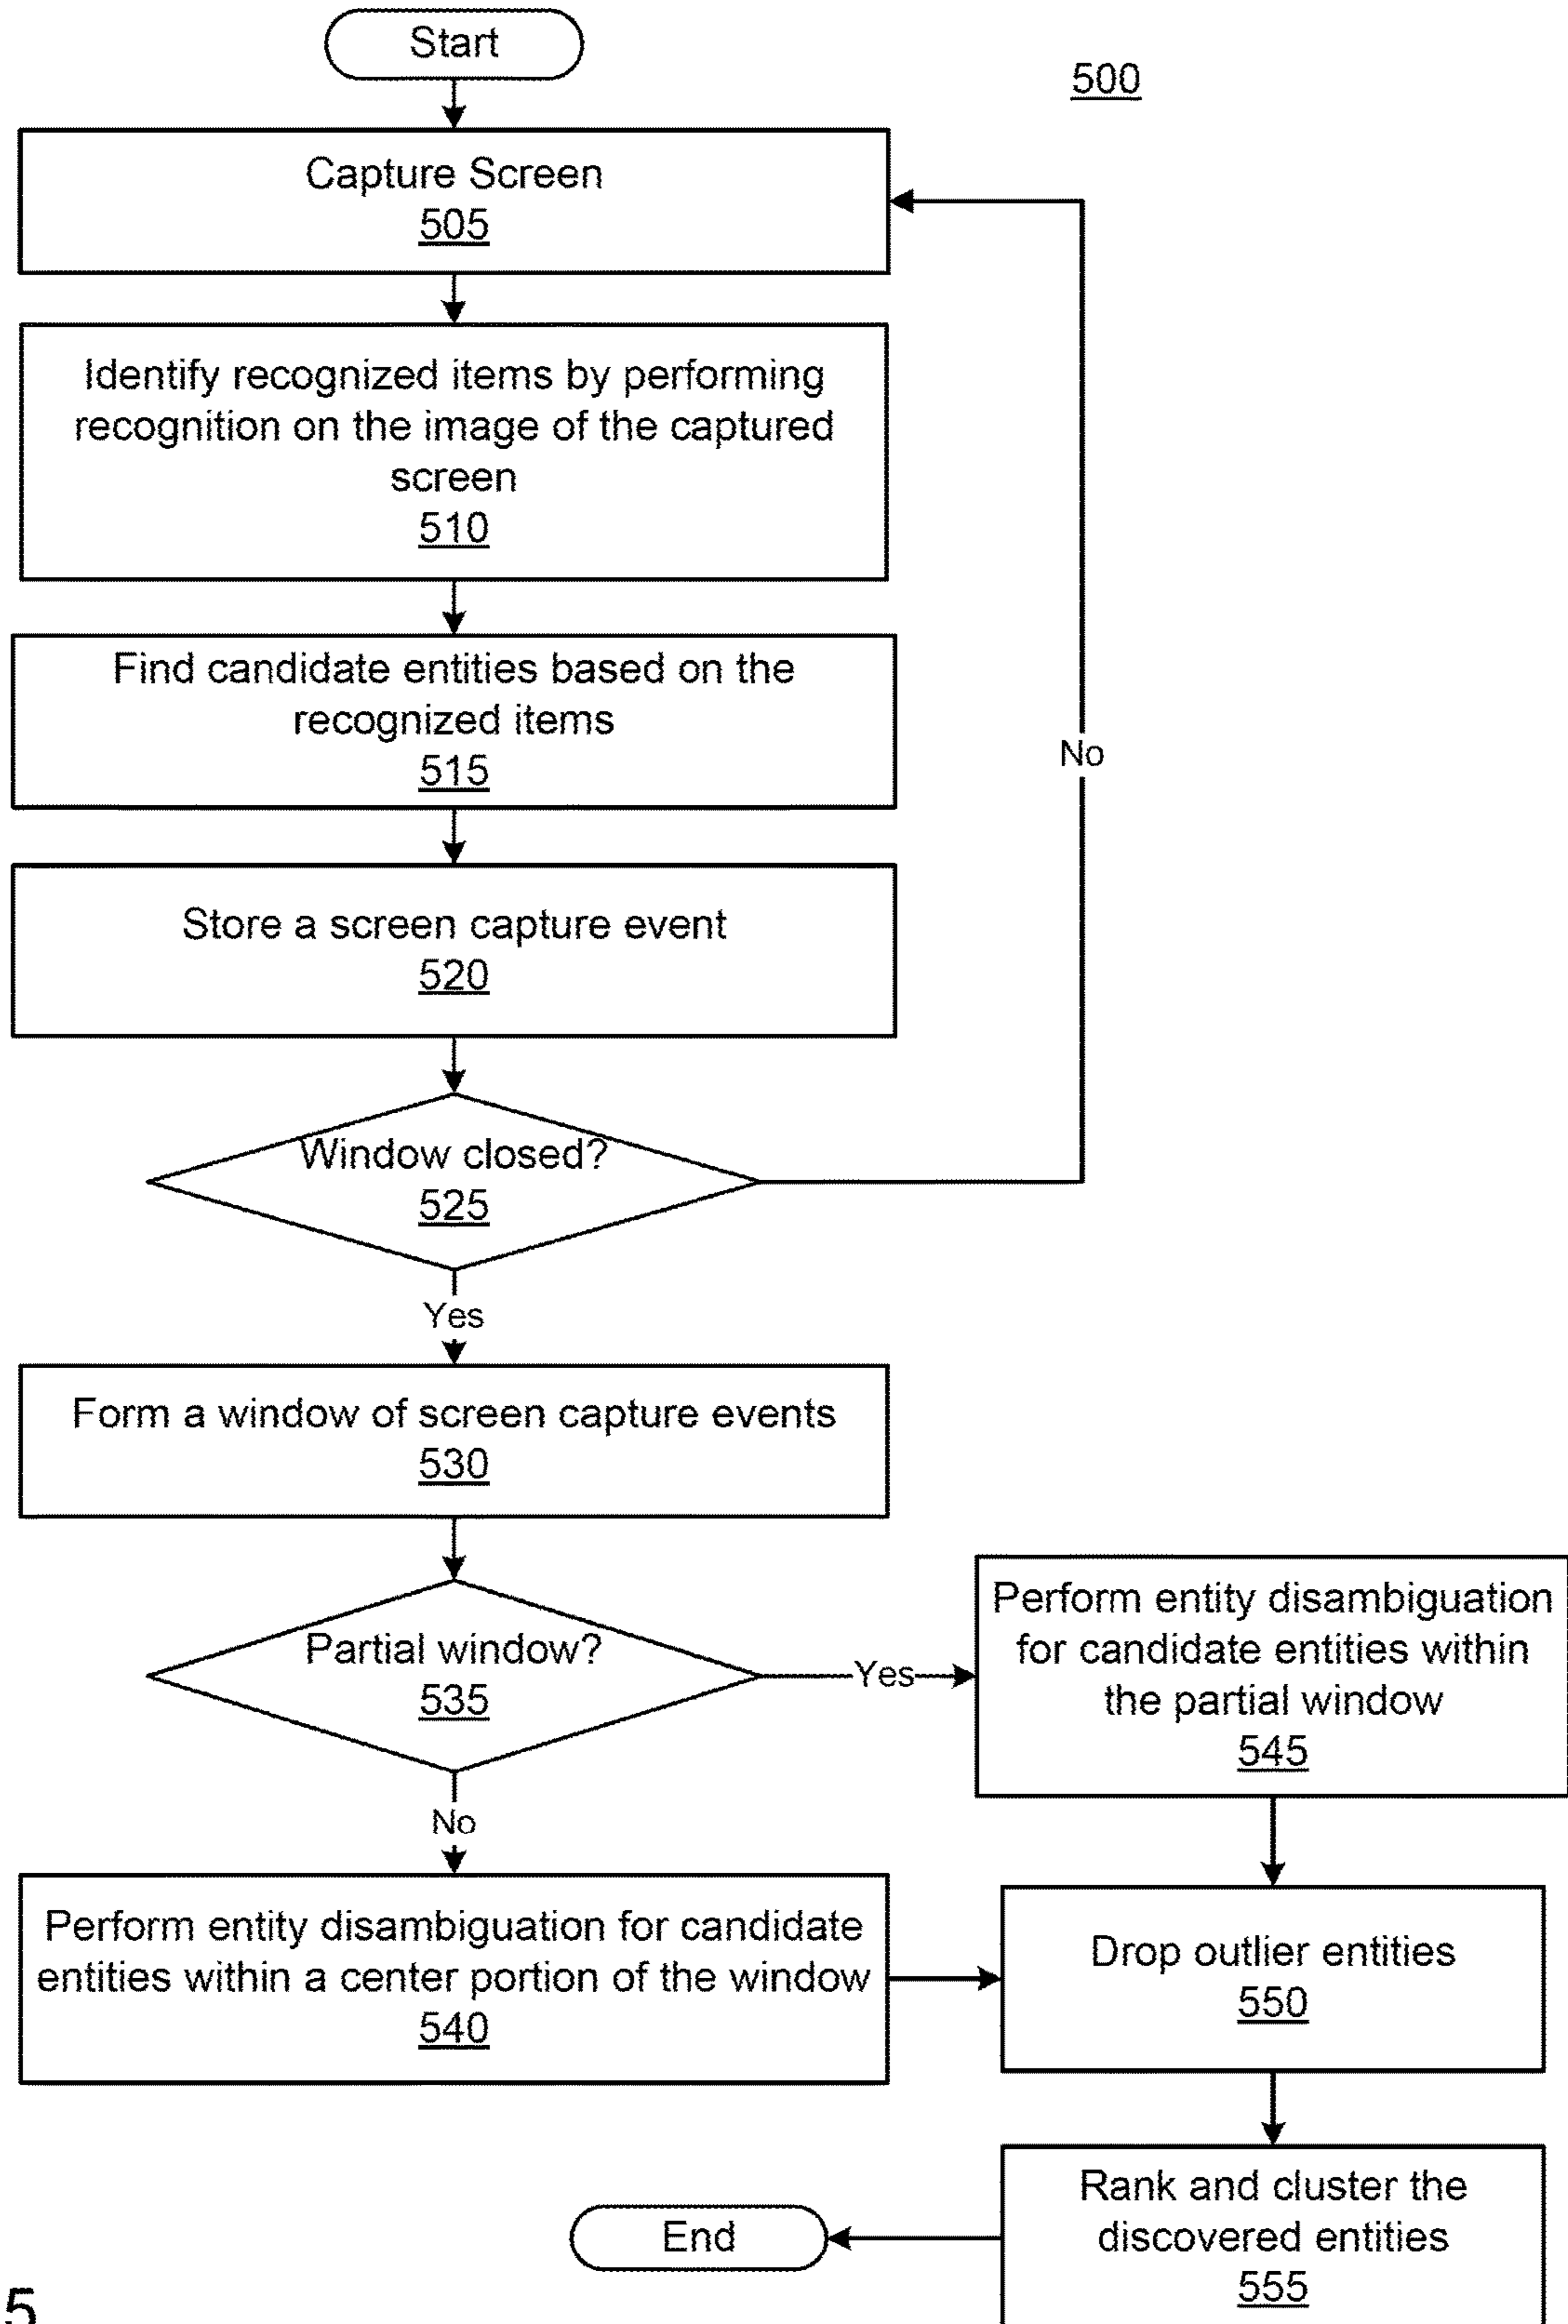 Start
500
Capture Screen
505
Identify recognized items by performing
recognition on the image of the captured
screen
510
Find candidate entities based on the
recognized items
515
No
Store a screen capture event
520
Window closed?
525
Yes
Form a window of screen capture events
530
Partial window?
535
Yes
Perform entity disambiguation
for candidate entities within
the partial window
545
No
Perform entity disambiguation for candidate
entities within a center portion of the window
540
Drop outlier entities
550
Rank and cluster the
discovered entities
555
End
5